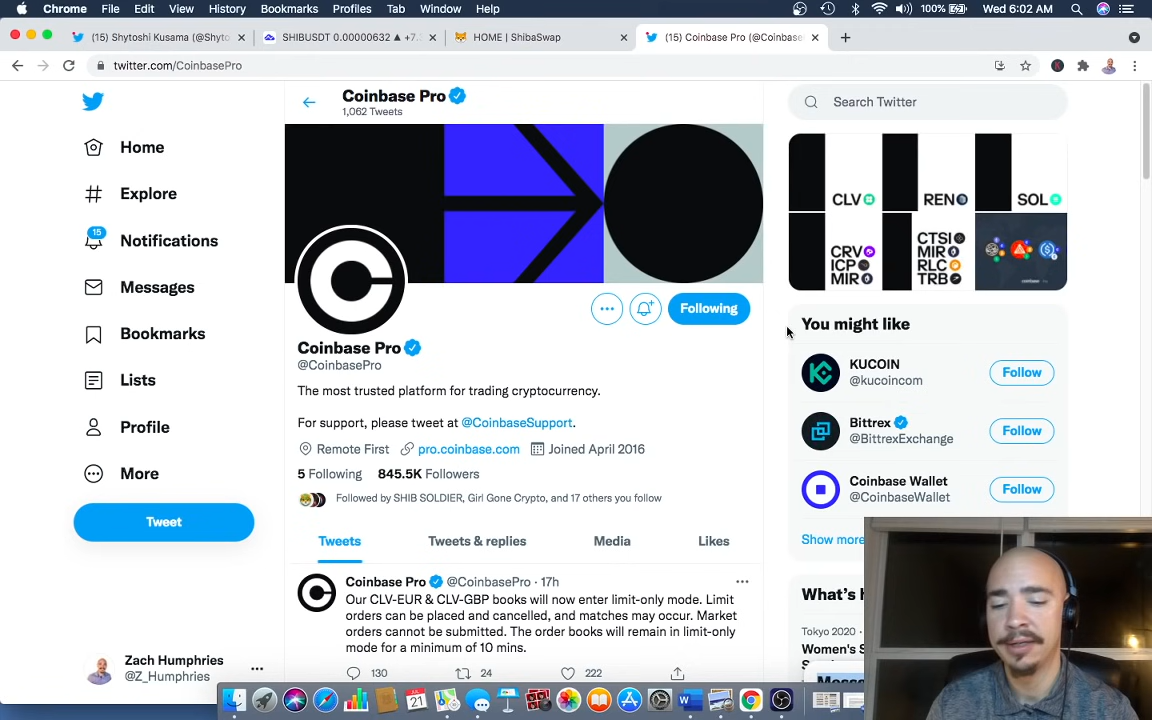 Chrome File Edit View History Bookmarks Profiles Tab Window Help 100% Wed 6:02 AM
(15) Shytoshi Kusama (@Shyto
SHIBUSDT 0.00000632 ▲ +7.
HOME | ShibaSwap
(15) Coinbase Pro (@Coinbase
twitter.com/CoinbasePro
Home
Explore
15
Notifications
Messages
Bookmarks
Lists
Profile
More
Tweet
Zach Humphries
@Z_Humphries
Coinbase Pro
1,062 Tweets
Following
Coinbase Pro
@CoinbasePro
The most trusted platform for trading cryptocurrency.
For support, please tweet at @CoinbaseSupport.
Remote First pro.coinbase.com Joined April 2016
5 Following 845.5K Followers
Followed by SHIB SOLDIER, Girl Gone Crypto, and 17 others you follow
Tweets Tweets & replies Media Likes
Coinbase Pro @CoinbasePro · 17h
Our CLV-EUR & CLV-GBP books will now enter limit-only mode. Limit
orders can be placed and cancelled, and matches may occur. Market
orders cannot be submitted. The order books will remain in limit-only
mode for a minimum of 10 mins.
130 24 222
Search Twitter
CLV REN SOL
CRV
ICP
MIR
CTSI
MIR
RLC
TRB
You might like
KUCOIN
@kucoincom
Follow
Bittrex
@BittrexExchange
Follow
Coinbase Wallet
@CoinbaseWallet
Follow
Show more
What's
Tokyo 2020
Women's S
21